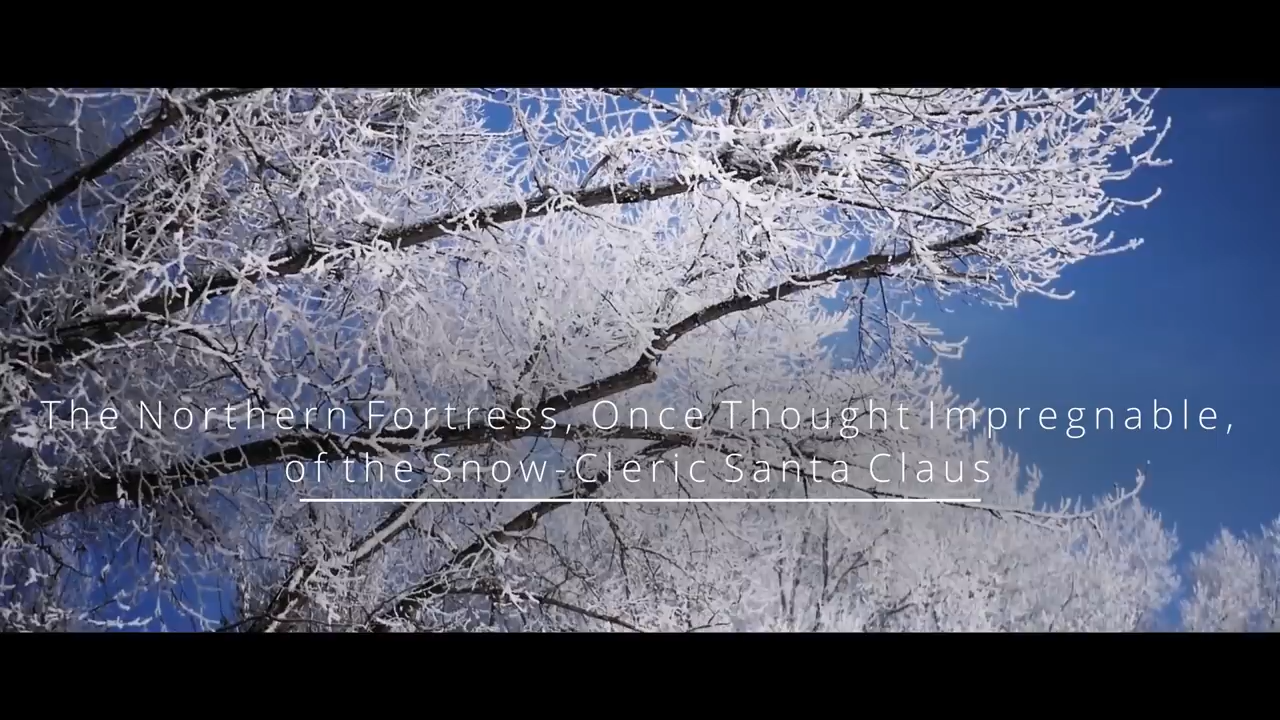 The Northern Fortress, Once Thought Impregnable,
of the Snow-Cleric Santa Claus